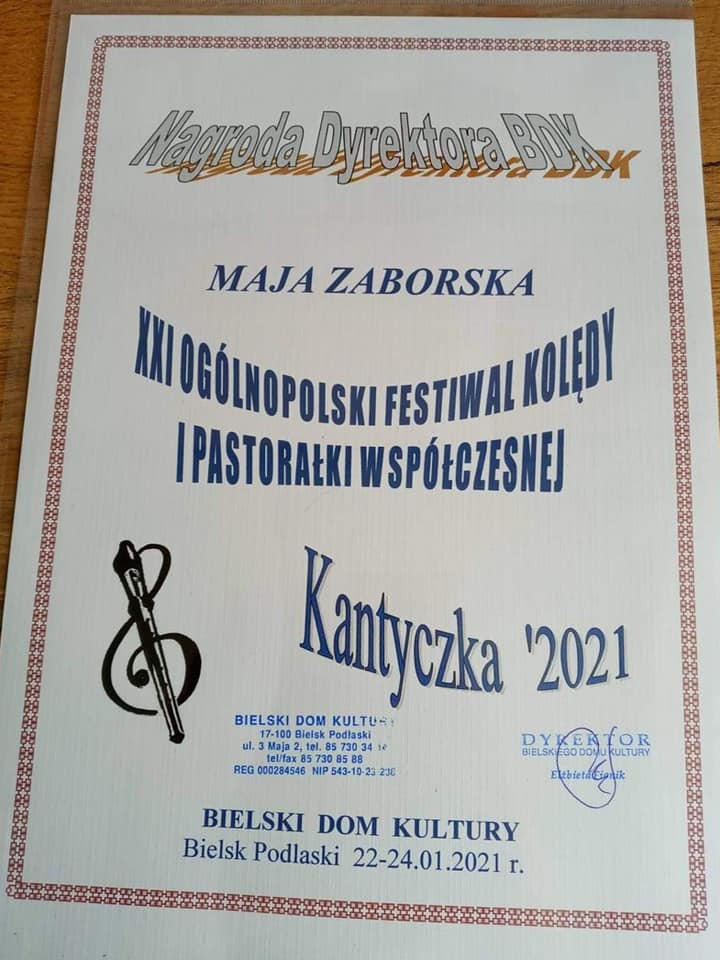 Nagroda Dyrektora BDK
MAJA ZABORSKA
XXI OGÓLNOPOLSKI FESTIWAL KOLĘDY
I PASTORAŁKI WSPÓŁCZESNEJ
Kantyczka '2021
BIELSKI DOM KULTURY
17-100 Bielsk Podlaski
ul. 3 Maja 2, tel. 85 730 34
tel/fax 85 730 85 88
REG 000284546 NIP 543-10-23
DYREKTOR
BIELSKIEGO DOMU KULTURY
Elżbieta Fionik
BIELSKI DOM KULTURY
Bielsk Podlaski 22-24.01.2021 r.